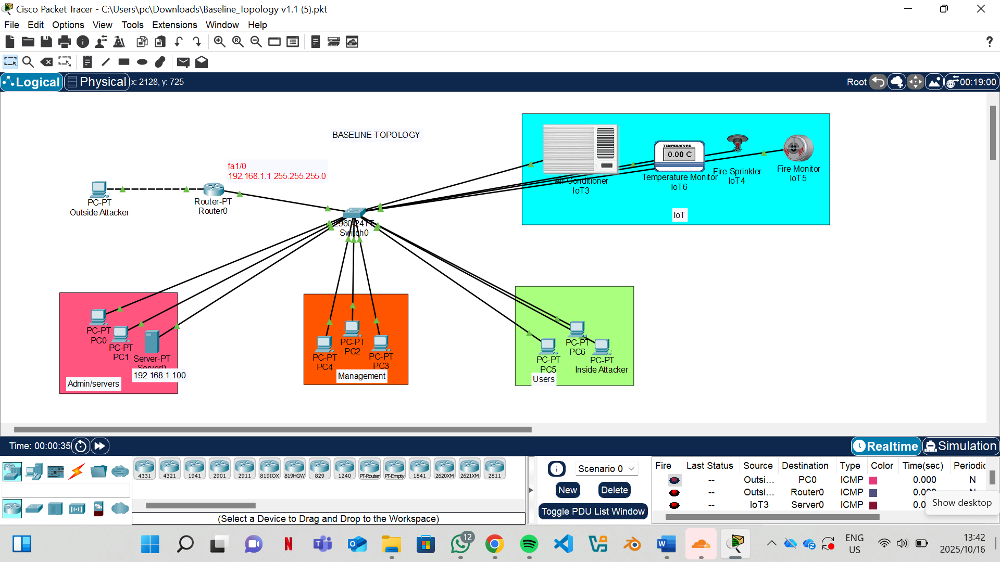 Cisco Packet Tracer - C:\Users\pc\Downloads\Baseline_Topology v1.1 (5).pkt
File Edit Options View Tools Extensions Window Help
?
Logical Physical x: 2128, y: 725 Root 00:19:00
BASELINE TOPOLOGY
fa1/0
192.168.1.1 255.255.255.0
PC-PT
Outside Attacker
Router-PT
Router0
2960-24TT
Switch0
Air Conditioner
IoT3
TEMPERATURE
0.00 C
Temperature Monitor
IoT6
Fire Sprinkler
IoT4
Fire Monitor
IoT5
IoT
PC-PT
PC0
PC-PT
PC1
Server-PT
Server0
192.168.1.100
Admin/servers
PC-PT
PC4
PC-PT
PC2
PC-PT
PC3
Management
PC-PT
PC5
PC-PT
PC6
PC-PT
Inside Attacker
Users
Time: 00:00:35 Realtime Simulation
4331 4321 1941 2901 2911 819IOX 819HGW 829 1240 PT-Router PT-Empty 1841 2620XM 2621XM 2811
(Select a Device to Drag and Drop to the Workspace)
Scenario 0
New Delete
Toggle PDU List Window
Fire Last Status Source Destination Type Color Time(sec) Periodic
-- Outsi... PC0 ICMP 0.000 N
-- Outsi... Router0 ICMP 0.000 N
-- IoT3 Server0 ICMP 0.0
Show desktop
12
ENG
US
13:42
2025/10/16